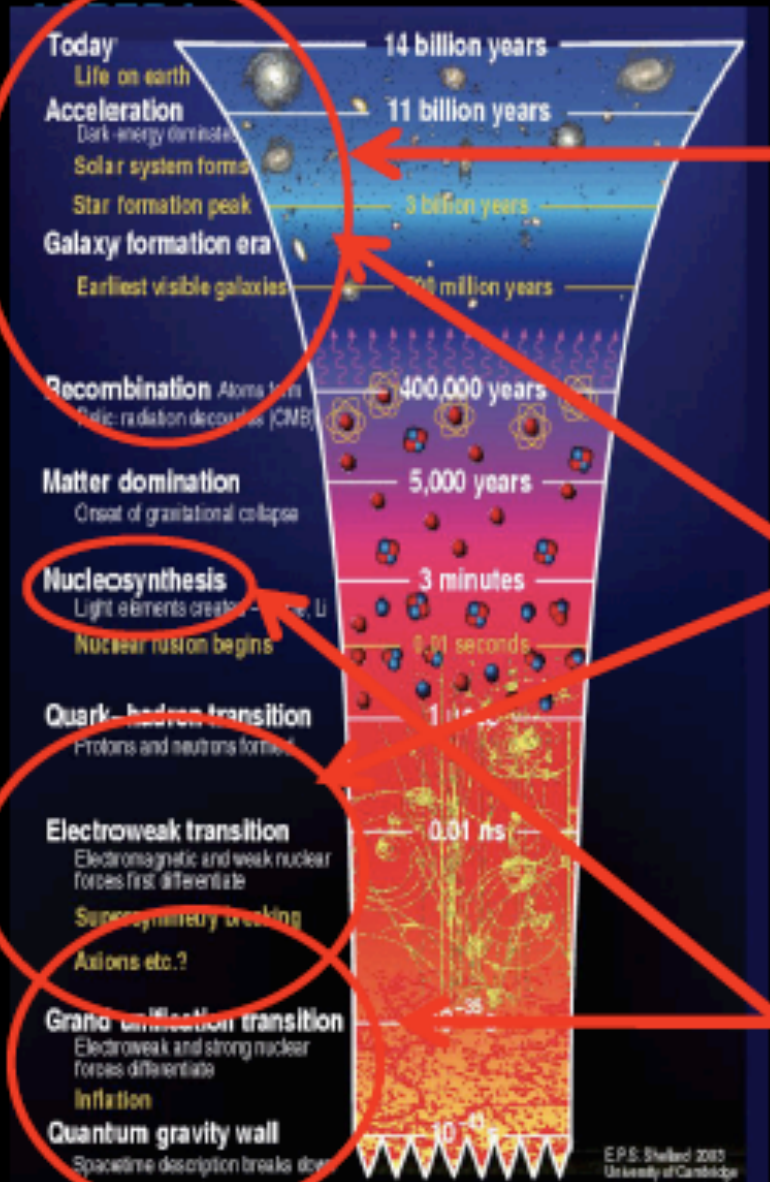 Today
14 billion years
Life on earth
Acceleration
11 billion years
Dark energy dominates
Solar system forms
Star formation peak
3 billion years
Galaxy formation era
Earliest visible galaxies
million years
Recombination Atoms form
400,000 years
Relic radiation decouples (CMB)
Matter domination
5,000 years
Onset of gravitational collapse
Nucleosynthesis
3 minutes
Light elements created - Li
Nuclear fusion begins
0.01 seconds
Quark-hadron transition
1
Protons and neutrons formed
Electroweak transition
0.01 ns
Electromagnetic and weak nuclear
forces first differentiate
Supersymmetry breaking
Axions etc.?
Grand unification transition
-35
Electroweak and strong nuclear
forces differentiate
Inflation
Quantum gravity wall
10⁻⁴³ s
Spacetime description breaks down
E.P.S. Shellard 2003
University of Cambridge